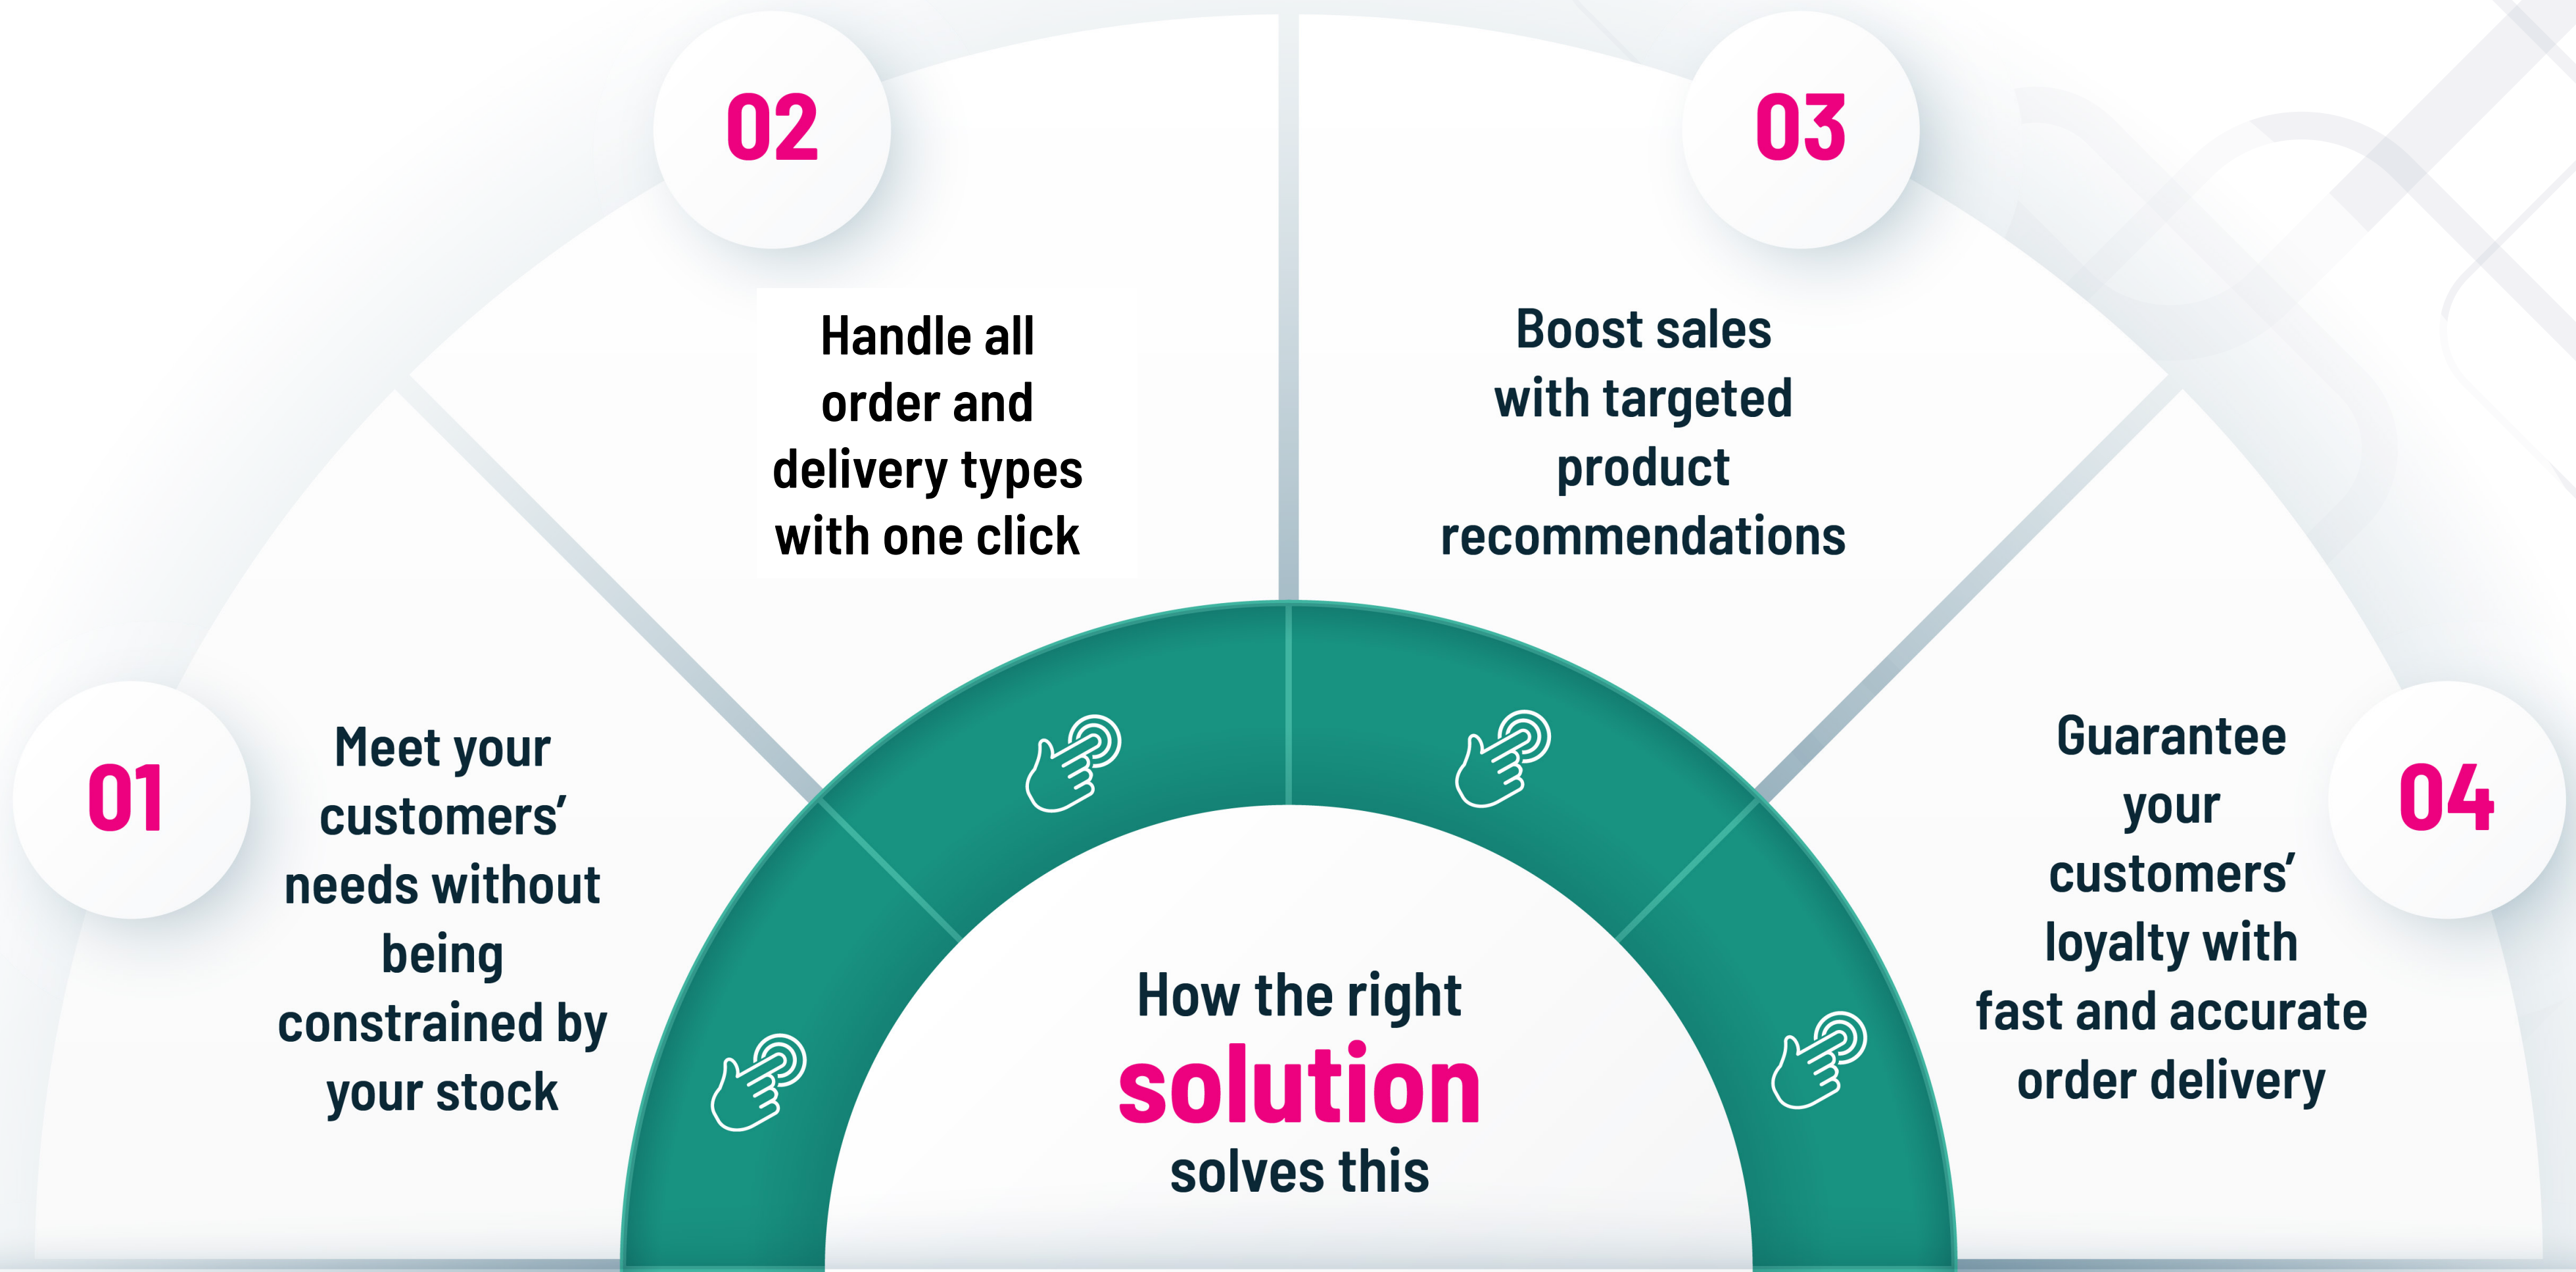 01
Meet your
customers’
needs without
being
constrained by
your stock
02
Handle all
order and
delivery types
with one click
03
Boost sales
with targeted
product
recommendations
04
Guarantee
your
customers’
loyalty with
fast and accurate
order delivery
How the right
solution
solves this